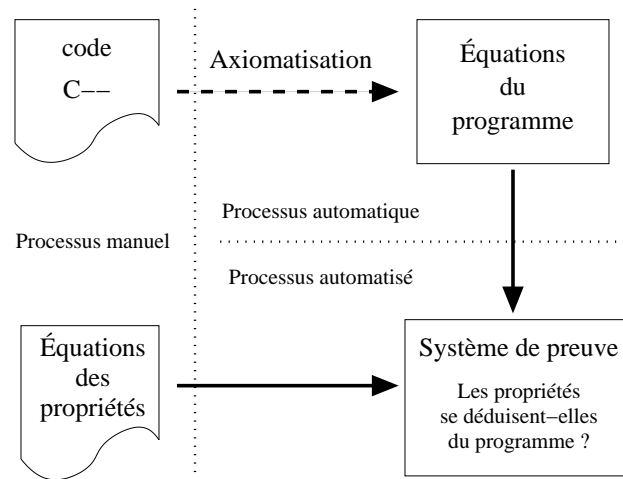 code
C−−
Axiomatisation
Équations
du
programme
Processus automatique
Processus manuel
Processus automatisé
Équations
des
propriétés
Système de preuve
Les propriétés
se déduisent−elles
du programme ?